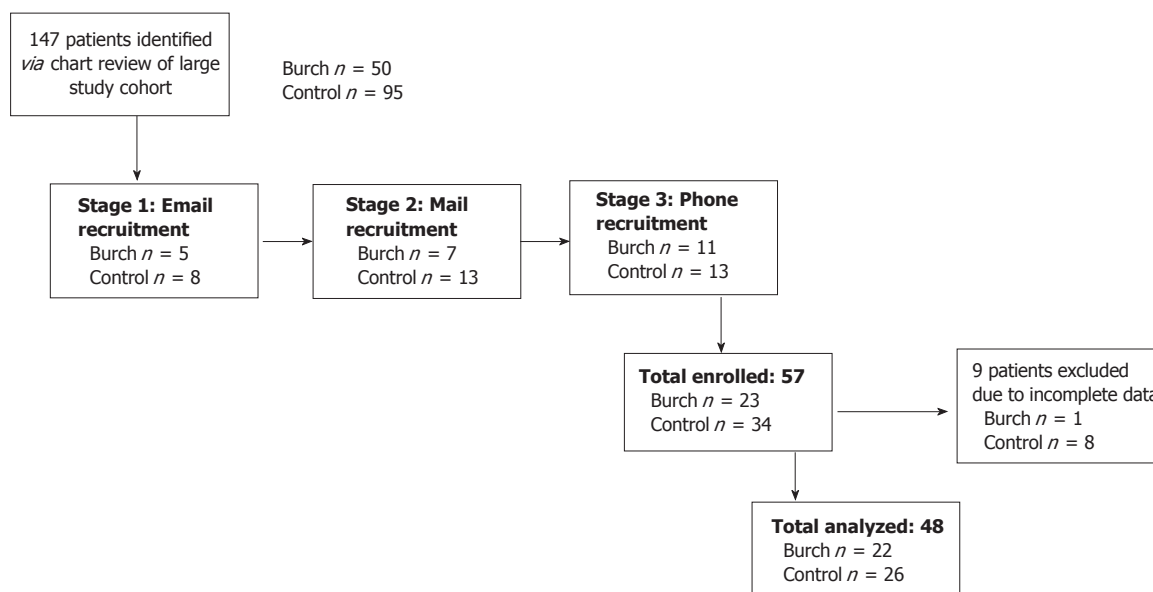 147 patients identified
via chart review of large
study cohort
Burch n = 50
Control n = 95
Stage 1: Email
recruitment
Burch n = 5
Control n = 8
Stage 2: Mail
recruitment
Burch n = 7
Control n = 13
Stage 3: Phone
recruitment
Burch n = 11
Control n = 13
Total enrolled: 57
Burch n = 23
Control n = 34
9 patients excluded
due to incomplete data
Burch n = 1
Control n = 8
Total analyzed: 48
Burch n = 22
Control n = 26